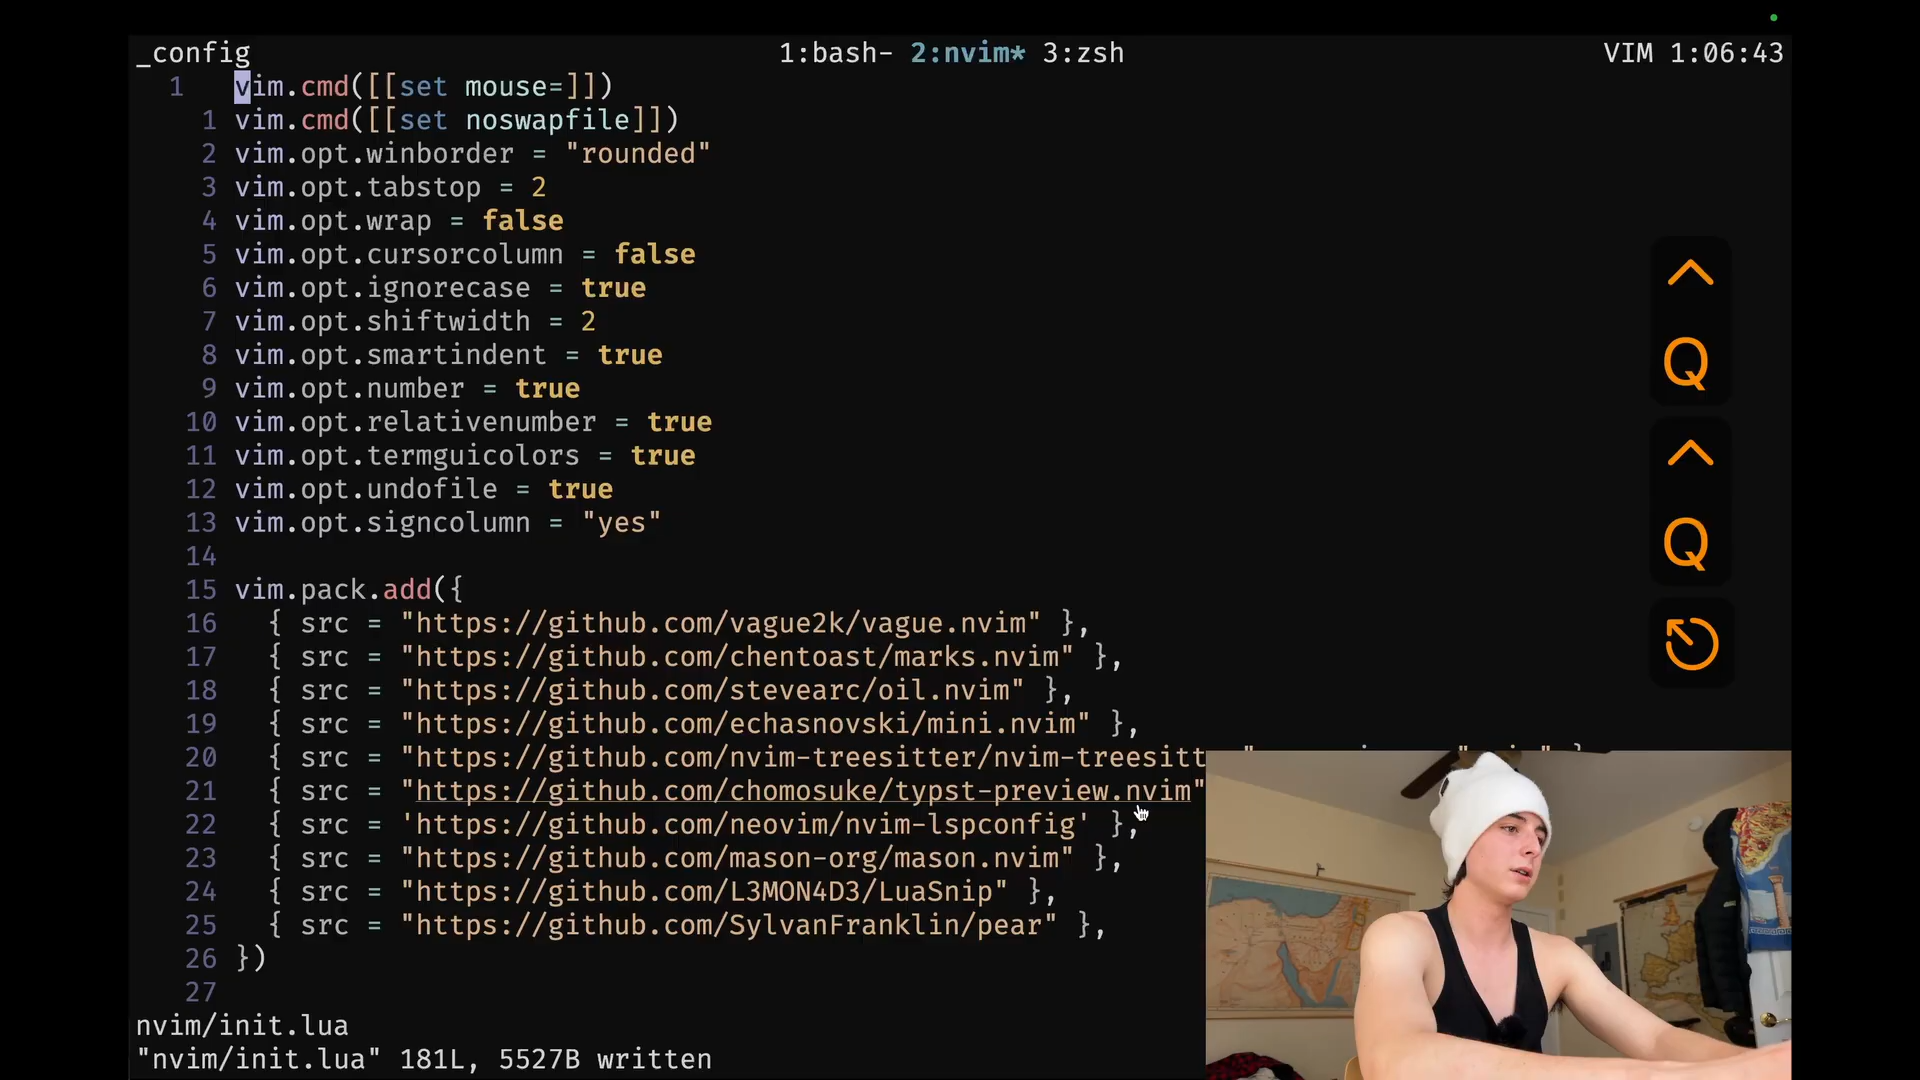 _config 1:bash- 2:nvim* 3:zsh VIM 1:06:43
1 vim.cmd([[set mouse=]])
1 vim.cmd([[set noswapfile]])
2 vim.opt.winborder = "rounded"
3 vim.opt.tabstop = 2
4 vim.opt.wrap = false
5 vim.opt.cursorcolumn = false
6 vim.opt.ignorecase = true
7 vim.opt.shiftwidth = 2
8 vim.opt.smartindent = true
9 vim.opt.number = true
10 vim.opt.relativenumber = true
11 vim.opt.termguicolors = true
12 vim.opt.undofile = true
13 vim.opt.signcolumn = "yes"
14
15 vim.pack.add({
16 { src = "https://github.com/vague2k/vague.nvim" },
17 { src = "https://github.com/chentoast/marks.nvim" },
18 { src = "https://github.com/stevearc/oil.nvim" },
19 { src = "https://github.com/echasnovski/mini.nvim" },
20 { src = "https://github.com/nvim-treesitter/nvim-treesitt
21 { src = "https://github.com/chomosuke/typst-preview.nvim"
22 { src = 'https://github.com/neovim/nvim-lspconfig' },
23 { src = "https://github.com/mason-org/mason.nvim" },
24 { src = "https://github.com/L3MON4D3/LuaSnip" },
25 { src = "https://github.com/SylvanFranklin/pear" },
26 })
27
nvim/init.lua
"nvim/init.lua" 181L, 5527B written
Q
Q